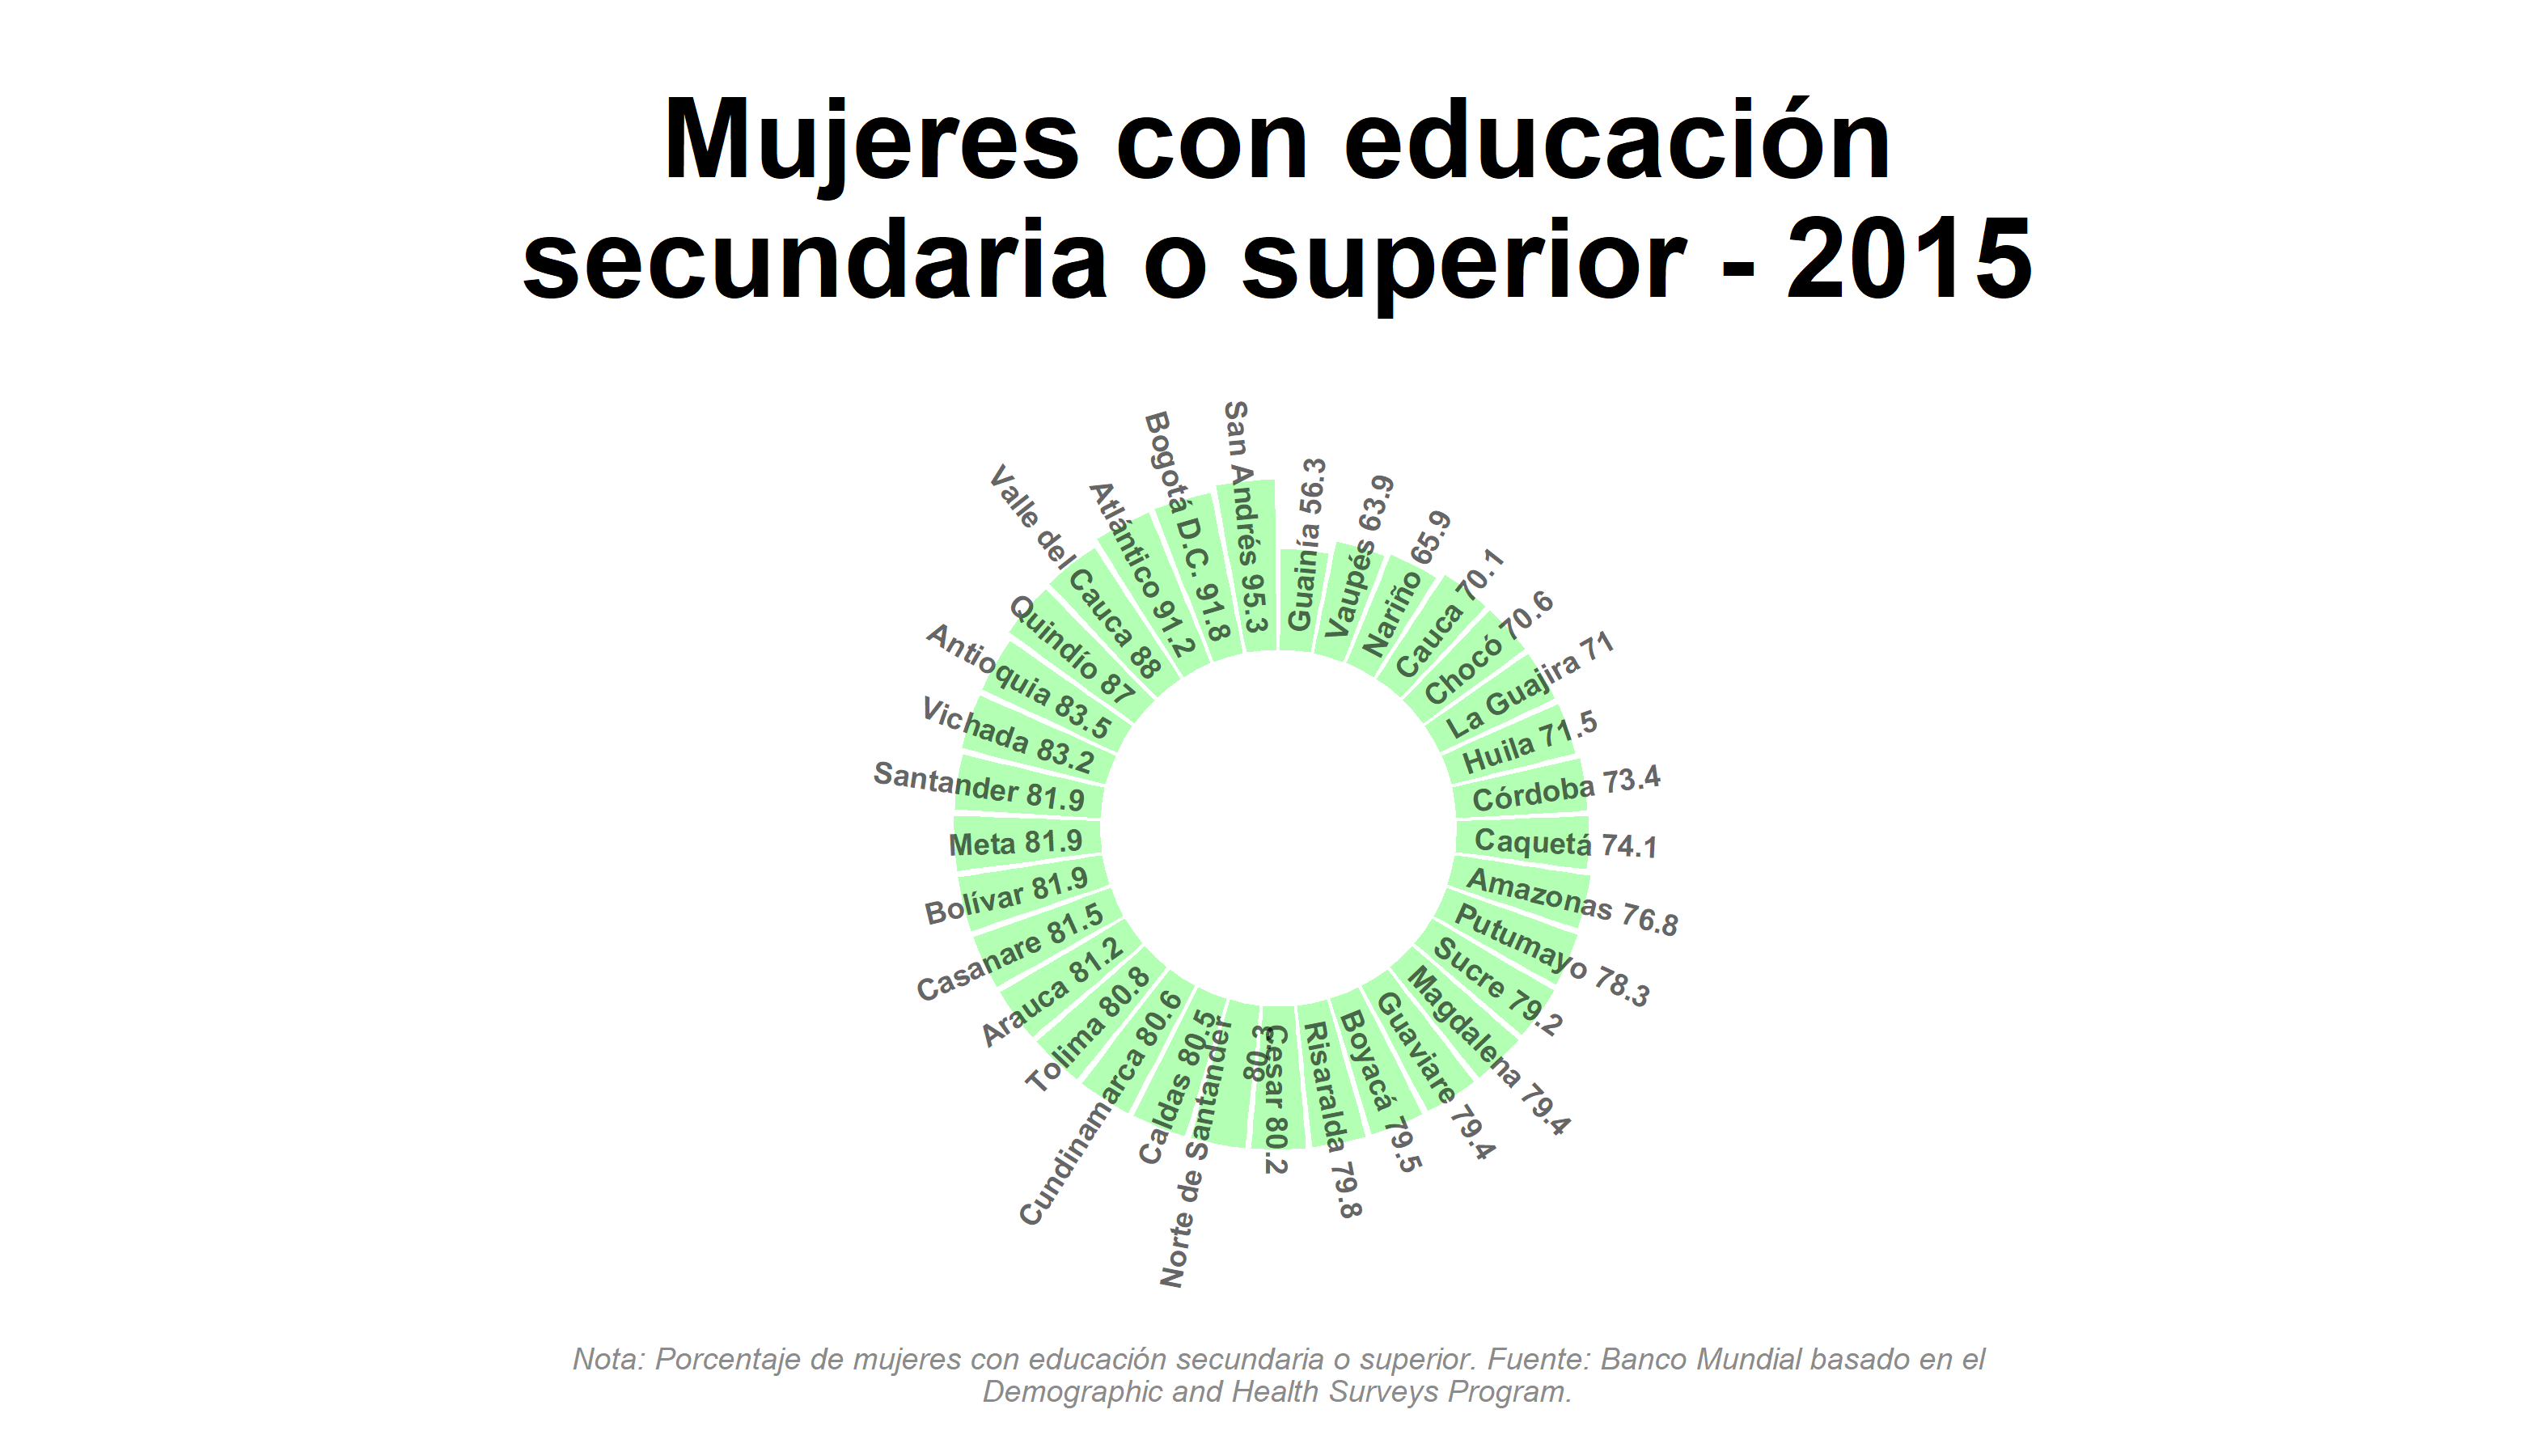 Mujeres con educación
secundaria o superior - 2015
San Andrés 95.3
Guainía 56.3
Vaupés 63.9
Nariño 65.9
Cauca 70.1
Chocó 70.6
La Guajira 71
Huila 71.5
Córdoba 73.4
Caquetá 74.1
Amazonas 76.8
Putumayo 78.3
Sucre 79.2
Magdalena 79.4
Guaviare 79.4
Boyacá 79.5
Risaralda 79.8
Cesar 80.2
Norte de Santander
80.3
Caldas 80.5
Cundinamarca 80.6
Tolima 80.8
Arauca 81.2
Casanare 81.5
Bolívar 81.9
Meta 81.9
Santander 81.9
Vichada 83.2
Antioquia 83.5
Quindío 87
Valle del Cauca 88
Atlántico 91.2
Bogotá D.C. 91.8
Nota: Porcentaje de mujeres con educación secundaria o superior. Fuente: Banco Mundial basado en el
Demographic and Health Surveys Program.